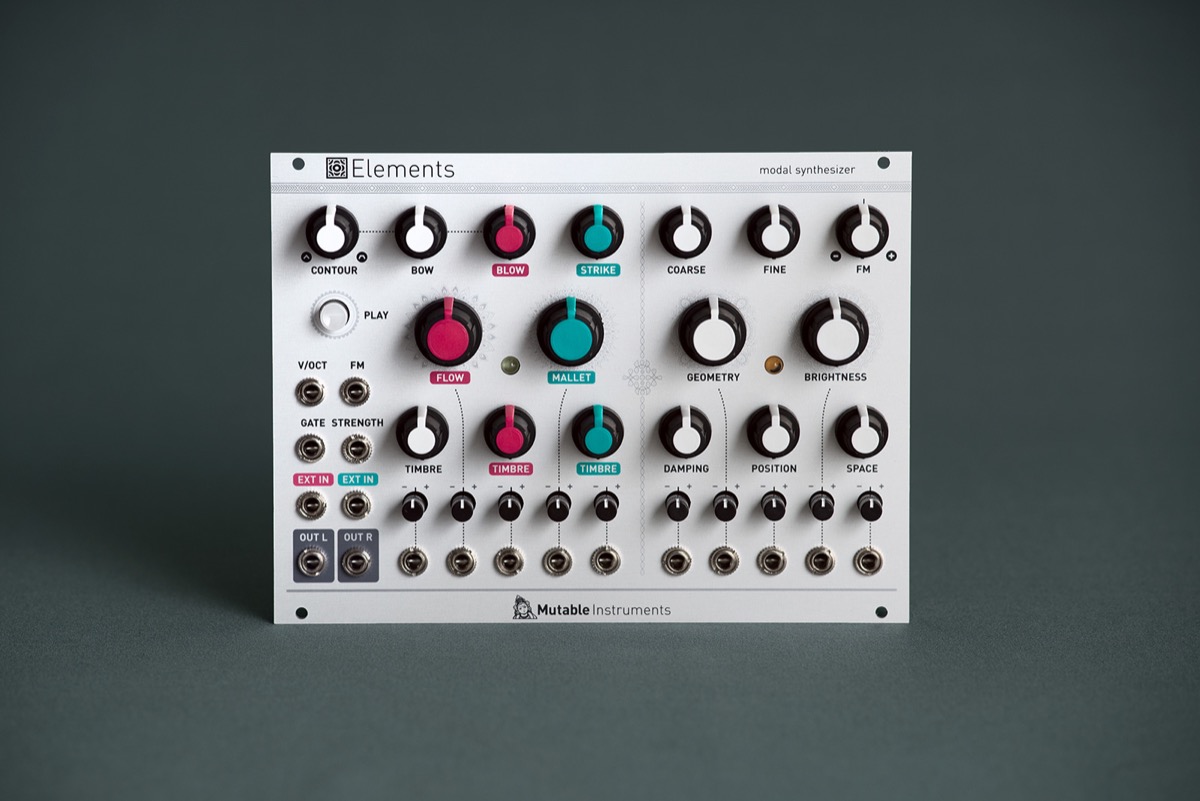 Elements
modal synthesizer
CONTOUR BOW BLOW STRIKE COARSE FINE FM
PLAY
FLOW MALLET GEOMETRY BRIGHTNESS
V/OCT FM
GATE STRENGTH
TIMBRE TIMBRE TIMBRE DAMPING POSITION SPACE
EXT IN EXT IN
- + - + - + - + - + - + - + - + - + - +
OUT L OUT R
Mutable Instruments